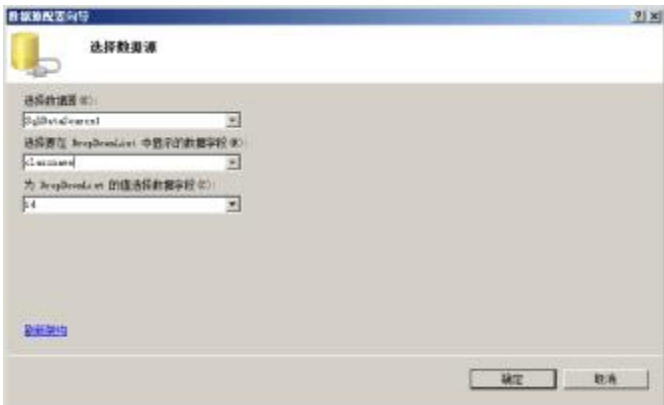 数据源配置向导
选择数据源
选择数据源(E):
SqlDataSource1
选择要在 DropDownList 中显示的数据字段(R):
classname
为 DropDownList 的值选择数据字段(C):
id
刷新架构
确定
取消